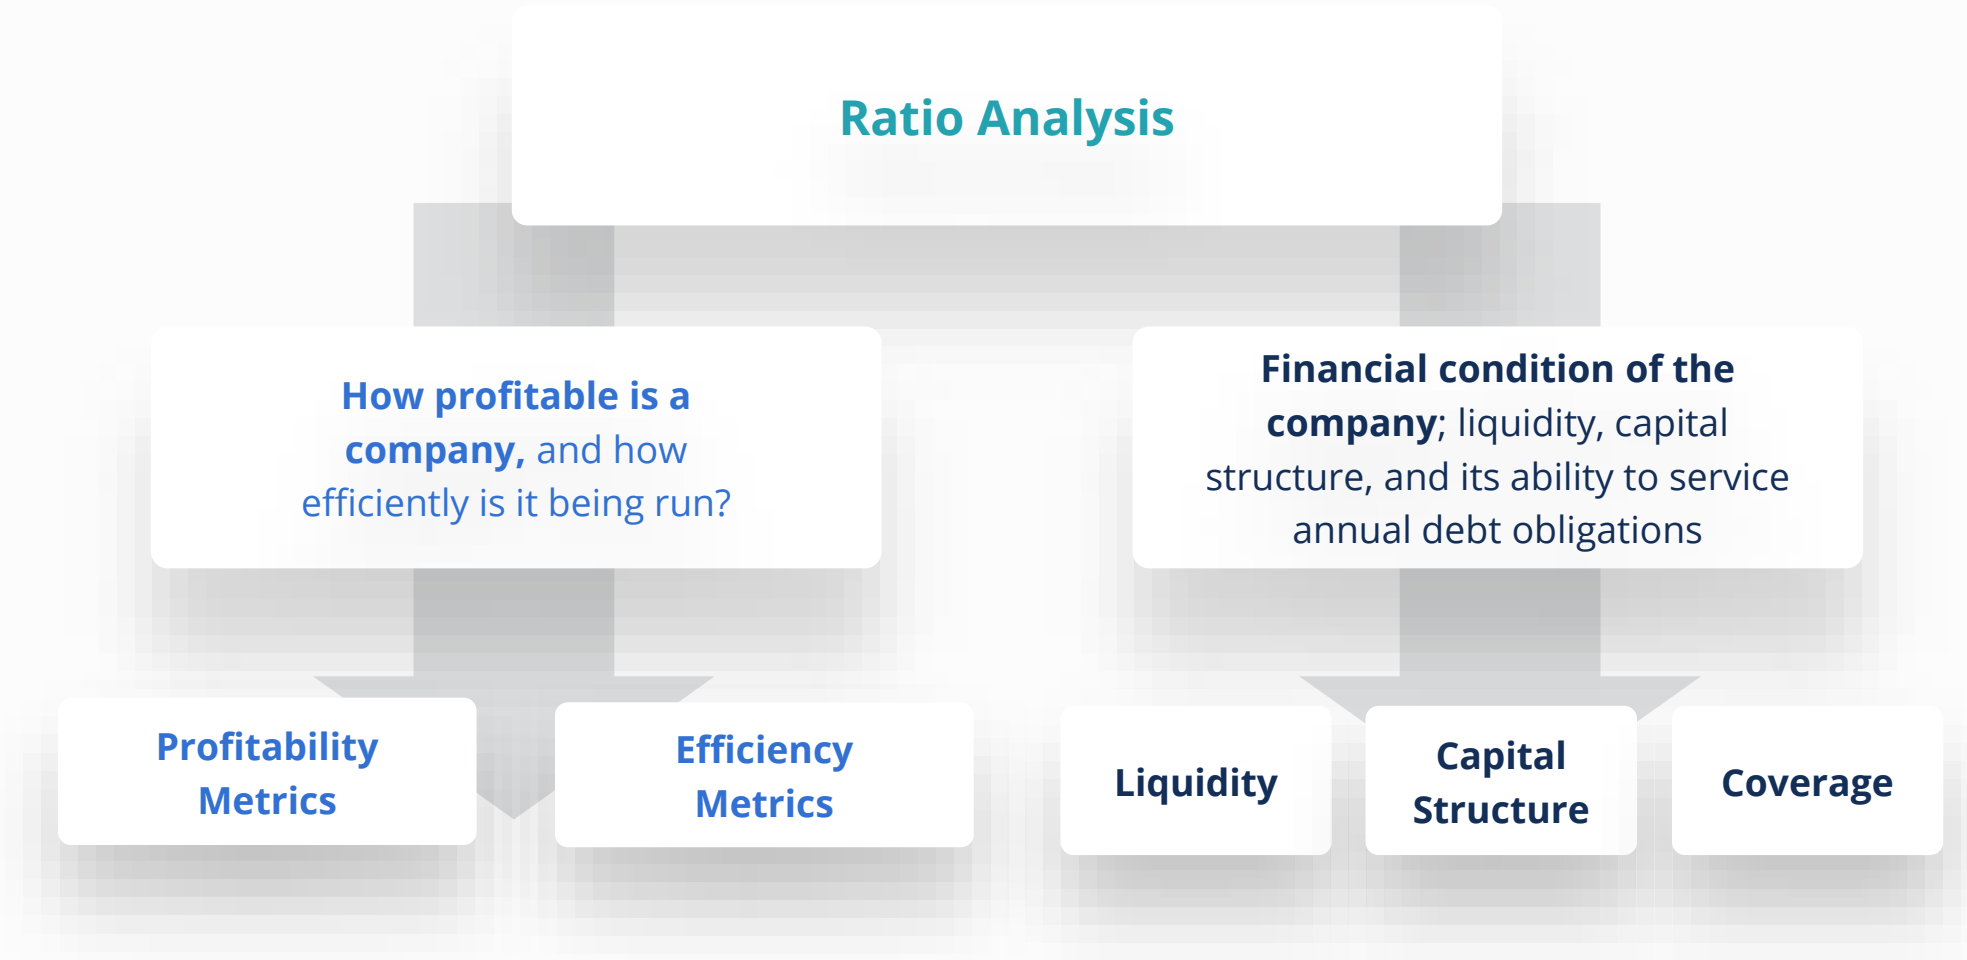 Ratio Analysis
How profitable is a
company, and how
efficiently is it being run?
Financial condition of the
company; liquidity, capital
structure, and its ability to service
annual debt obligations
Profitability
Metrics
Efficiency
Metrics
Liquidity
Capital
Structure
Coverage